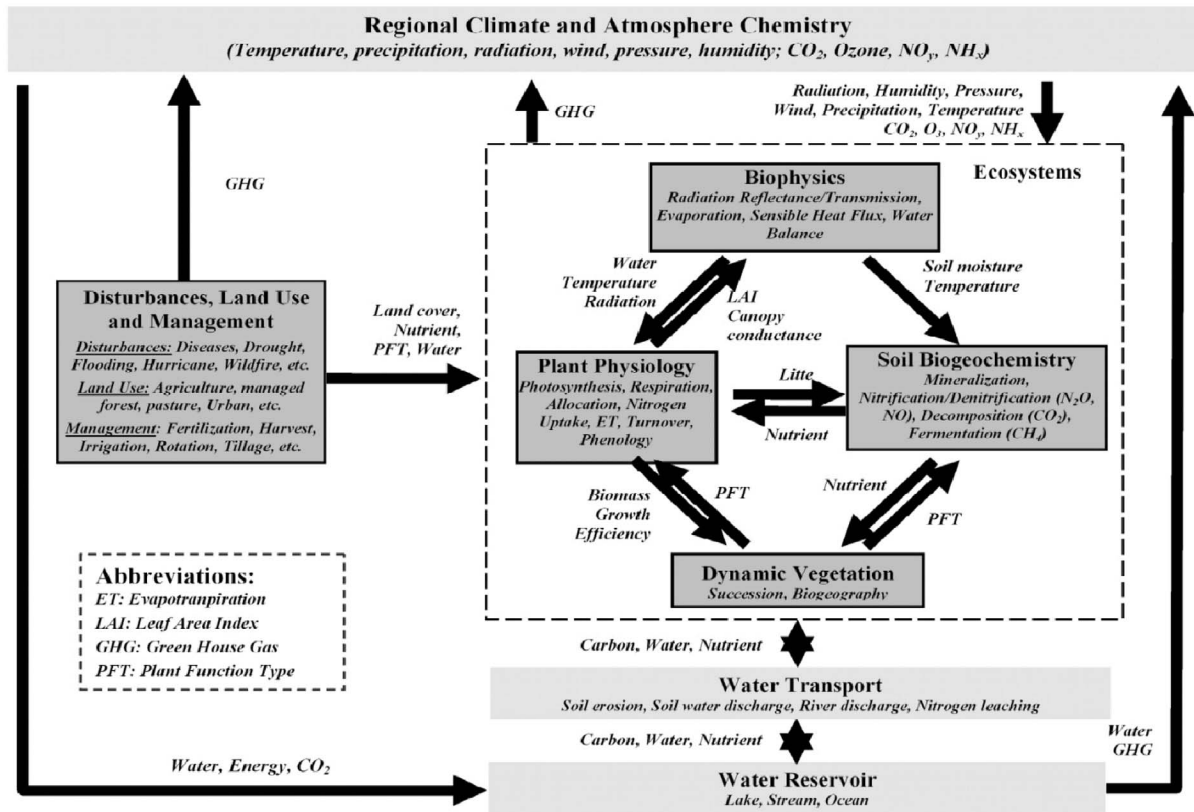 Regional Climate and Atmosphere Chemistry
(Temperature, precipitation, radiation, wind, pressure, humidity; CO₂, Ozone, NOy, NHx)
GHG
GHG
Radiation, Humidity, Pressure,
Wind, Precipitation, Temperature
CO₂, O₃, NOy, NHx
Ecosystems
Biophysics
Radiation Reflectance/Transmission,
Evaporation, Sensible Heat Flux, Water
Balance
Water
Temperature
Radiation
LAI
Canopy
conductance
Soil moisture
Temperature
Disturbances, Land Use
and Management
Disturbances: Diseases, Drought,
Flooding, Hurricane, Wildfire, etc.
Land Use: Agriculture, managed
forest, pasture, Urban, etc.
Management: Fertilization, Harvest,
Irrigation, Rotation, Tillage, etc.
Land cover,
Nutrient,
PFT, Water
Plant Physiology
Photosynthesis, Respiration,
Allocation, Nitrogen
Uptake, ET, Turnover,
Phenology
Litte
Nutrient
Soil Biogeochemistry
Mineralization,
Nitrification/Denitrification (N₂O,
NO), Decomposition (CO₂),
Fermentation (CH₄)
Biomass
Growth
Efficiency
PFT
Nutrient
PFT
Dynamic Vegetation
Succession, Biogeography
Abbreviations:
ET: Evapotranpiration
LAI: Leaf Area Index
GHG: Green House Gas
PFT: Plant Function Type
Carbon, Water, Nutrient
Water Transport
Soil erosion, Soil water discharge, River discharge, Nitrogen leaching
Carbon, Water, Nutrient
Water
GHG
Water, Energy, CO₂
Water Reservoir
Lake, Stream, Ocean